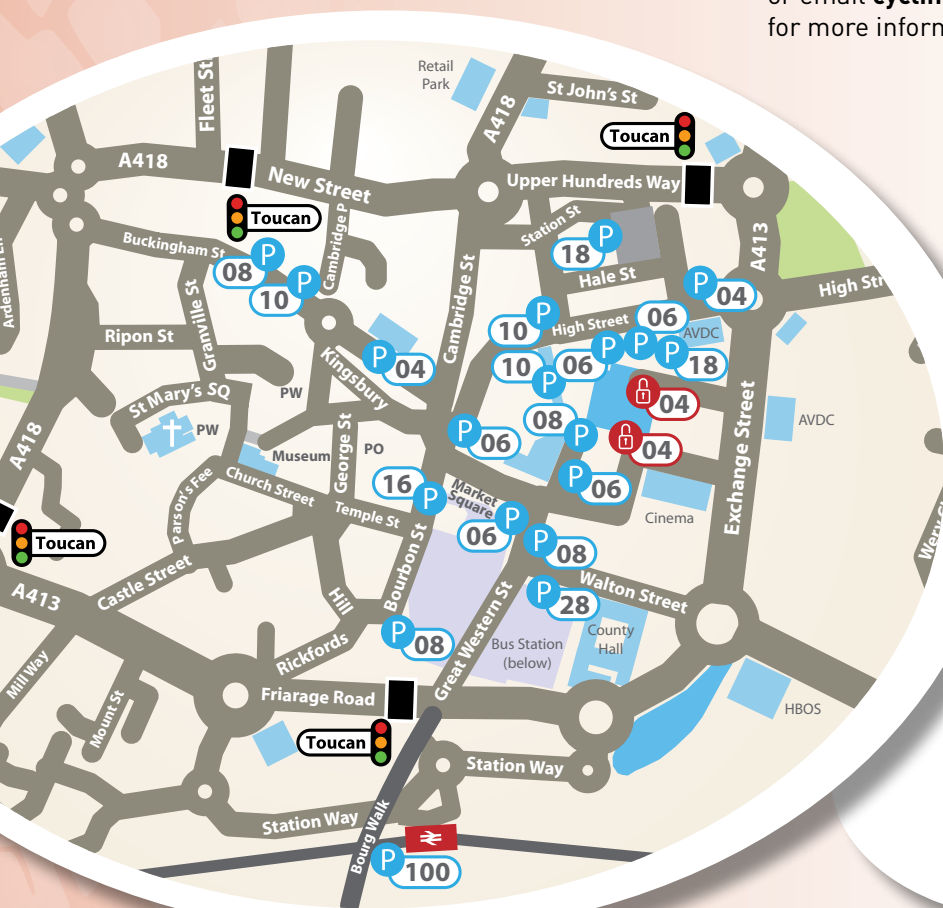 or email cyclin
for more inforn
Retail
Park
Fleet St
A418
St John's St
Toucan
A418
New Street
Upper Hundreds Way
Toucan
Cambridge P
Station St
P
18
Buckingham St
P
08
P
10
Ardenham Ln
Hale St
A413
High Str
P
04
Cambridge St
P
10
High Street
06
P
AVDC
Ripon St
Granville St
Kingsbury
P
04
10
P
06
P
P
18
St Mary's SQ
PW
PW
04
08
P
04
AVDC
A418
Museum
George St
PO
P
06
Exchange Street
Parson's Fee
Church Street
16
P
Market
Square
P
06
Cinema
Temple St
06
P
P
08
Toucan
Bourbon St
Castle Street
A413
Hill
Walton Street
P
28
Great Western St
County
Hall
Bus Station
(below)
P
08
Rickfords
Mill Way
Mount St
Friarage Road
HBOS
Toucan
Station Way
Station Way
Bourg Walk
P
100